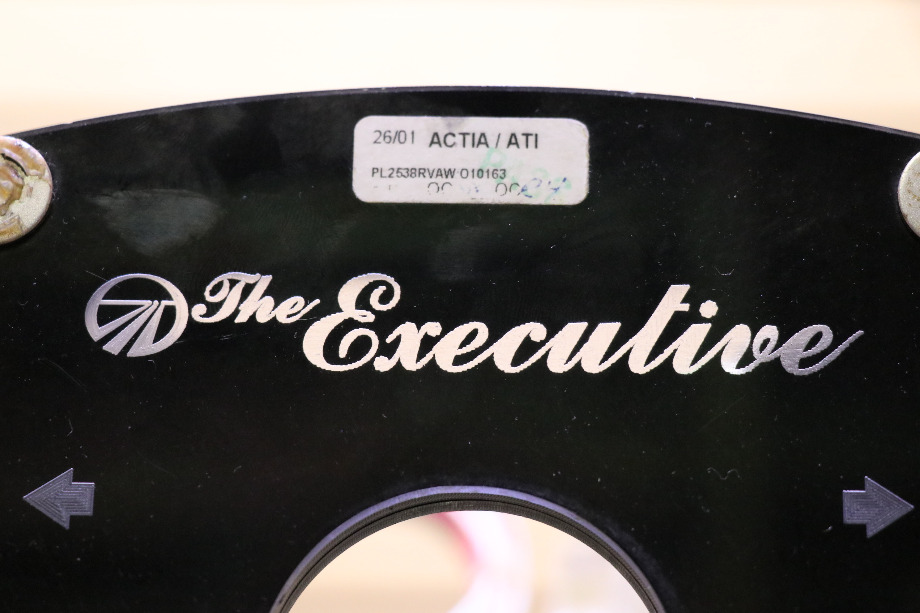 26/01 ACTIA / ATI
PL2538RVAW O10163
The Executive